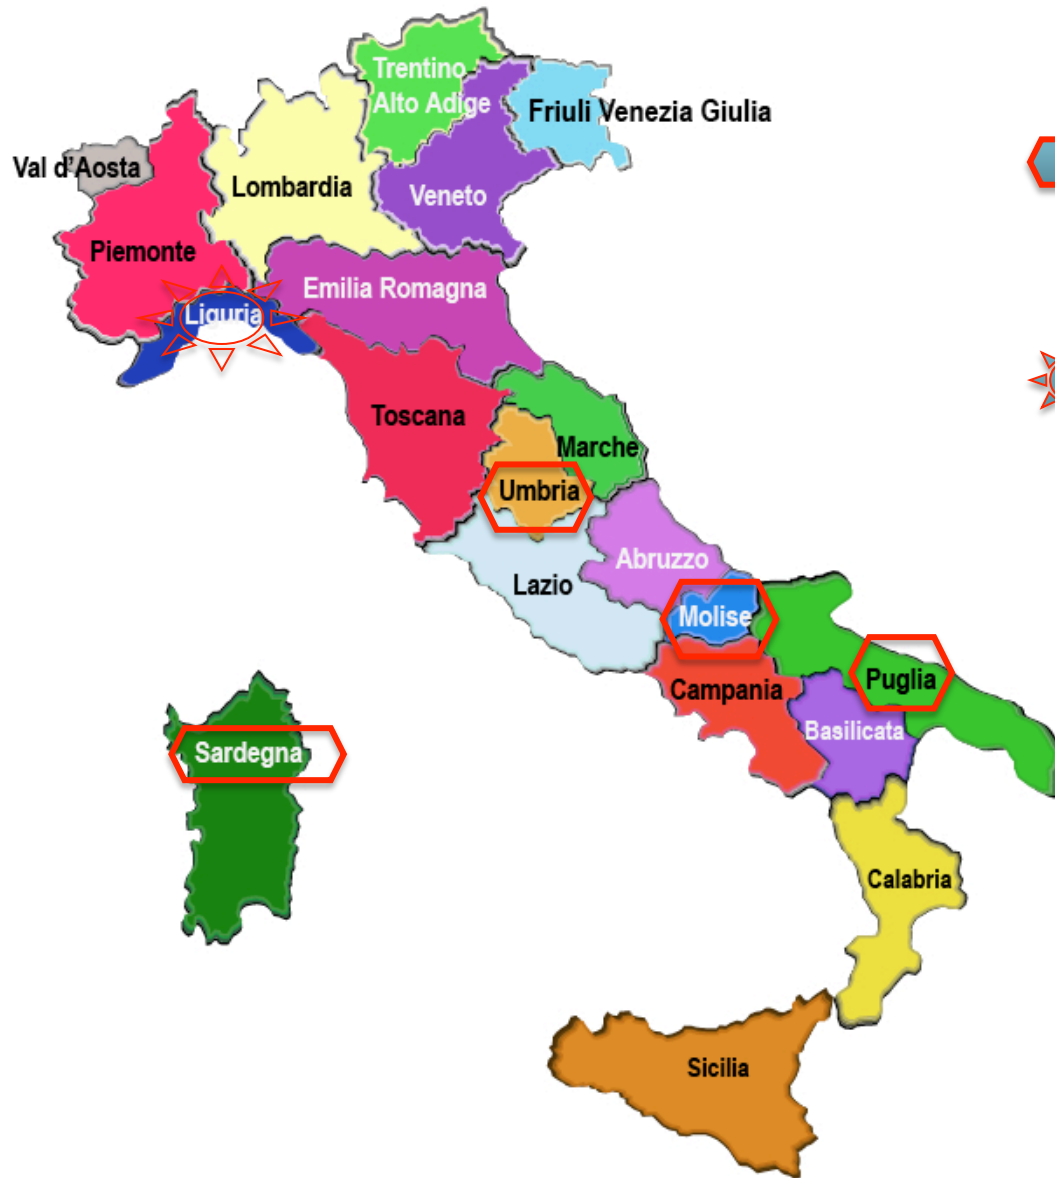 Trentino
Alto Adige
Friuli Venezia Giulia
Val d'Aosta
Lombardia
Veneto
Piemonte
Emilia Romagna
Liguria
Toscana
Marche
Umbria
Abruzzo
Lazio
Molise
Puglia
Campania
Basilicata
Sardegna
Calabria
Sicilia